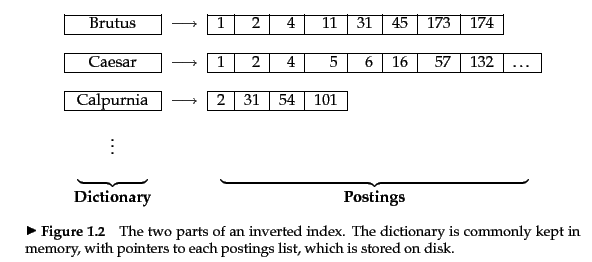 Brutus → 1 2 4 11 31 45 173 174
Caesar → 1 2 4 5 6 16 57 132 ...
Calpurnia → 2 31 54 101
⋮
Dictionary Postings
► Figure 1.2 The two parts of an inverted index. The dictionary is commonly kept in
memory, with pointers to each postings list, which is stored on disk.